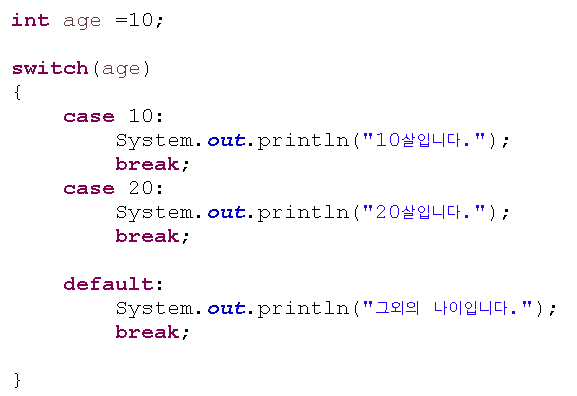 int age =10;
switch(age)
{
case 10:
System.out.println("10살입니다.");
break;
case 20:
System.out.println("20살입니다.");
break;
default:
System.out.println("그외의 나이입니다.");
break;
}